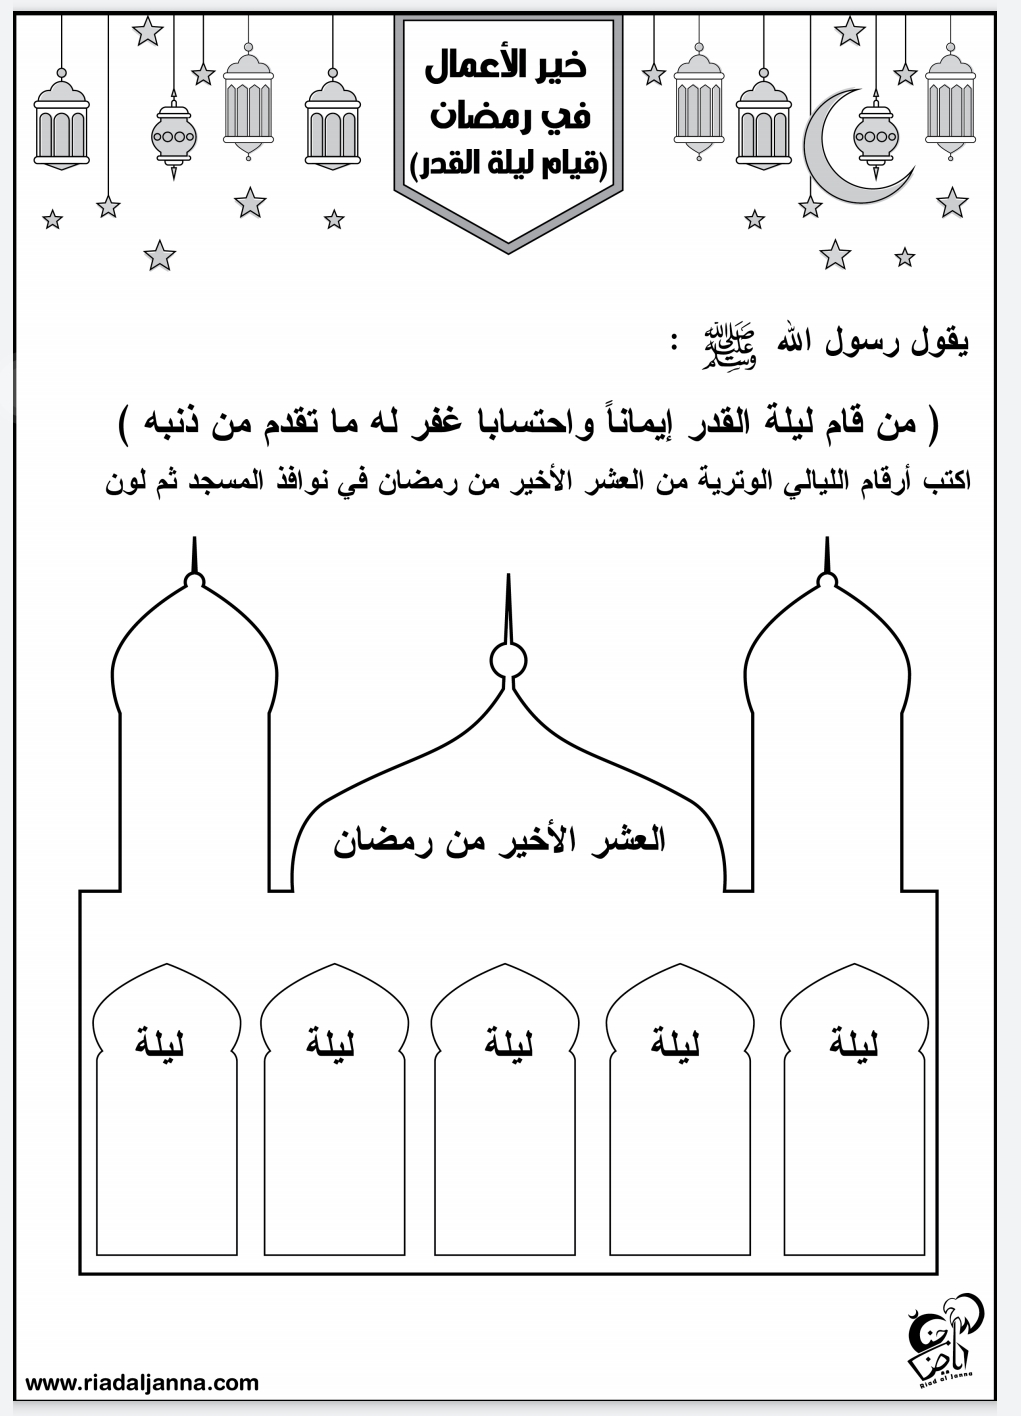 خير الأعمال
في رمضان
(قيام ليلة القدر)
يقول رسول الله ﷺ :
( من قام ليلة القدر إيماناً واحتسابا غفر له ما تقدم من ذنبه )
اكتب أرقام الليالي الوترية من العشر الأخير من رمضان في نوافذ المسجد ثم لون
العشر الأخير من رمضان
ليلة ليلة ليلة ليلة ليلة
رياض جنة
Riad al Janna
www.riadaljanna.com